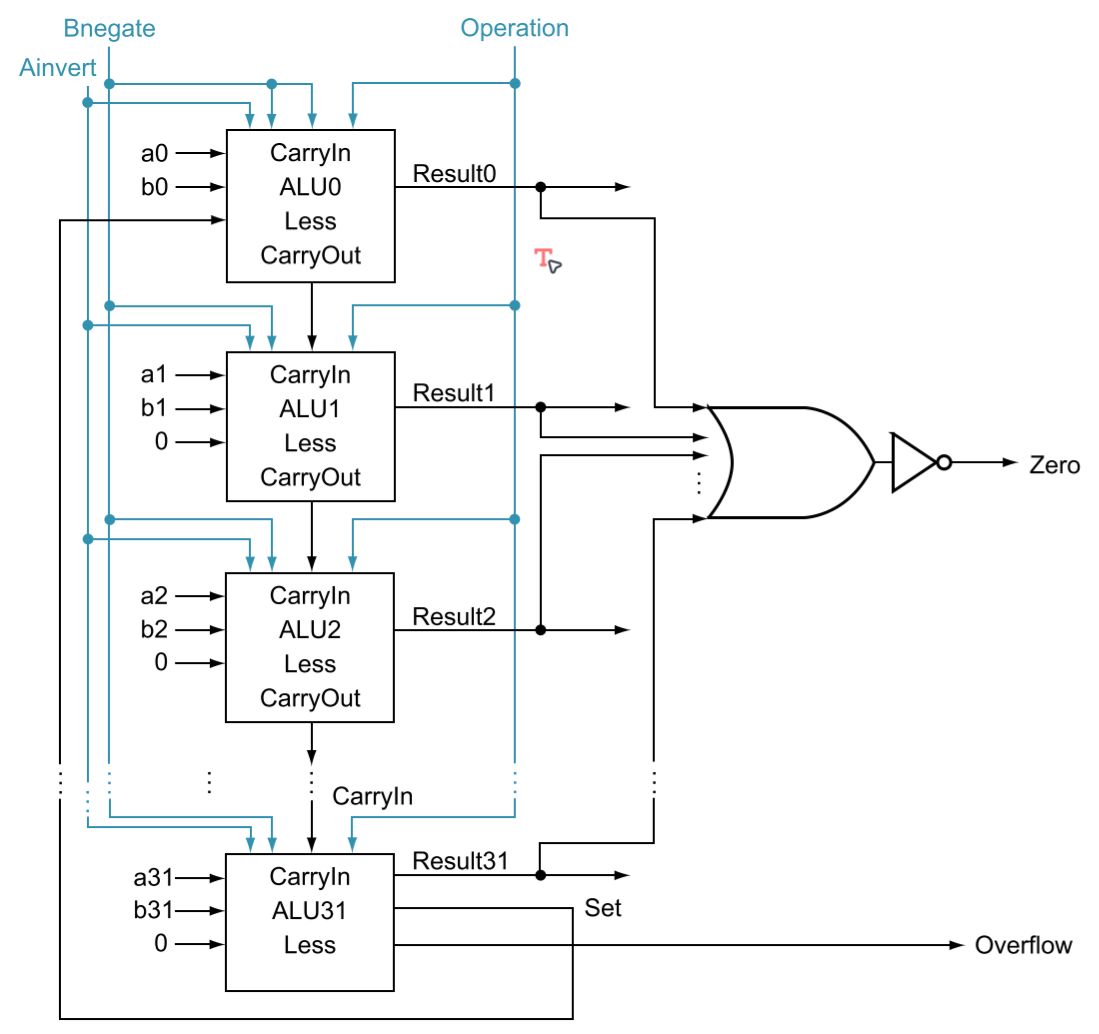 Bnegate
Operation
Ainvert
a0
CarryIn
b0
ALU0
Result0
Less
CarryOut
T
a1
CarryIn
b1
ALU1
Result1
0
Less
CarryOut
Zero
a2
CarryIn
b2
ALU2
Result2
0
Less
CarryOut
CarryIn
Result31
a31
CarryIn
b31
ALU31
Set
0
Less
Overflow